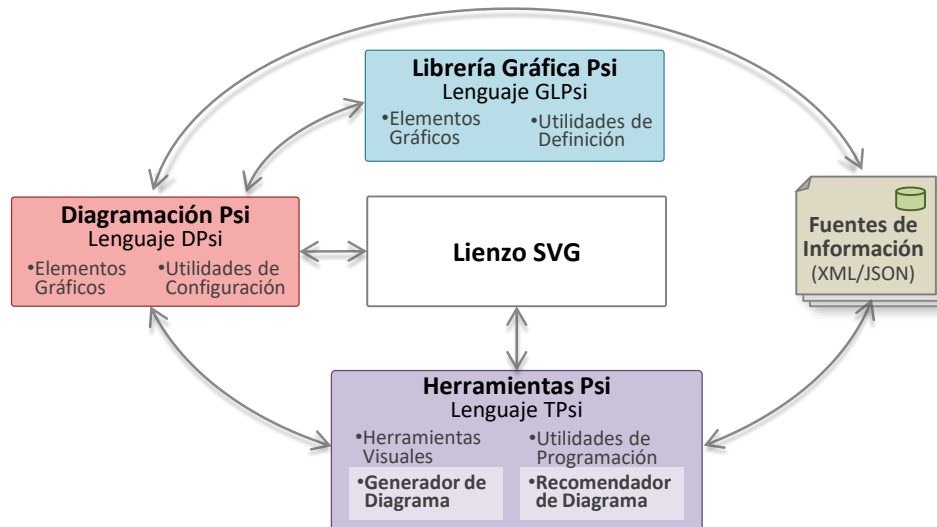 Librería Gráfica Psi
Lenguaje GLPsi
•Elementos
Gráficos
•Utilidades de
Definición
Diagramación Psi
Lenguaje DPsi
•Elementos
Gráficos
•Utilidades de
Configuración
Lienzo SVG
Fuentes de
Información
(XML/JSON)
Herramientas Psi
Lenguaje TPsi
•Herramientas
Visuales
•Generador de
Diagrama
•Utilidades de
Programación
•Recomendador
de Diagrama